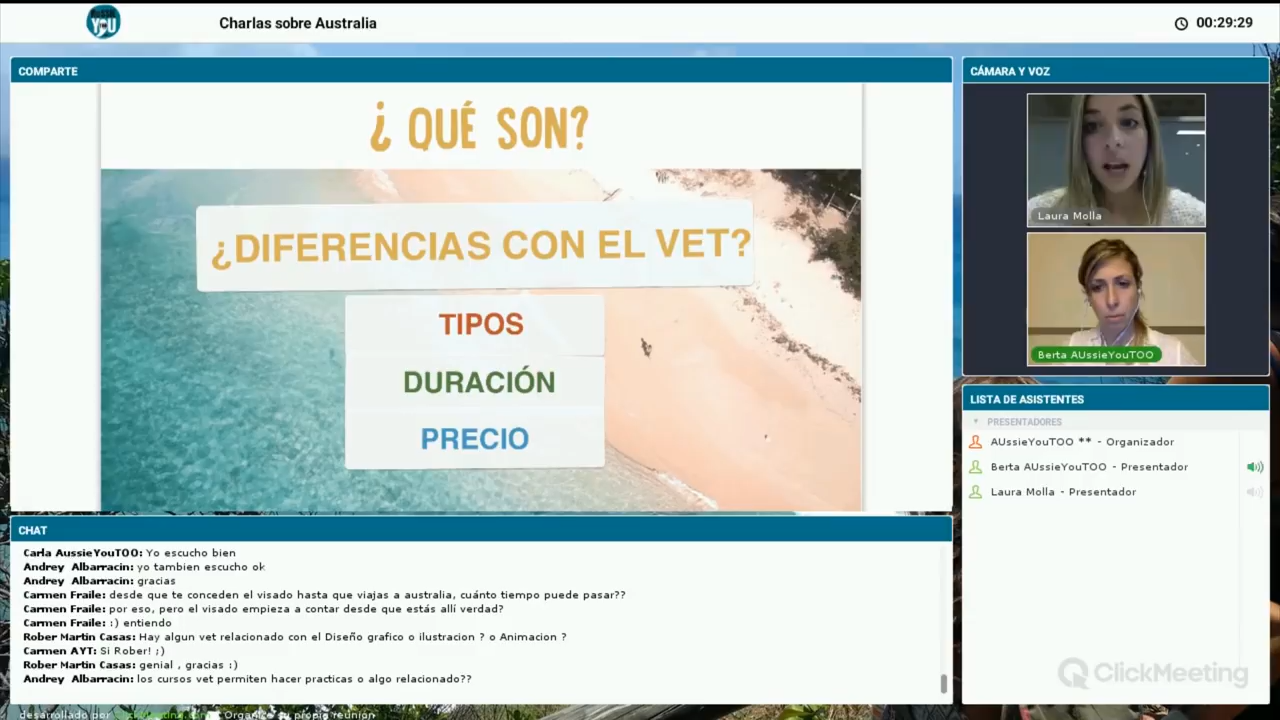 AUSSIE
YOU
Charlas sobre Australia
00:29:29
COMPARTE
¿ QUÉ SON?
¿DIFERENCIAS CON EL VET?
TIPOS
DURACIÓN
PRECIO
CÁMARA Y VOZ
Laura Molla
Berta AUssieYouTOO
LISTA DE ASISTENTES
PRESENTADORES
AUssieYouTOO ** - Organizador
Berta AUssieYouTOO - Presentador
Laura Molla - Presentador
CHAT
Carla AussieYouTOO: Yo escucho bien
Andrey Albarracin: yo tambien escucho ok
Andrey Albarracin: gracias
Carmen Fraile: desde que te conceden el visado hasta que viajas a australia, cuánto tiempo puede pasar??
Carmen Fraile: por eso, pero el visado empieza a contar desde que estás allí verdad?
Carmen Fraile: :) entiendo
Rober Martin Casas: Hay algun vet relacionado con el Diseño grafico o ilustracion ? o Animacion ?
Carmen AYT: Si Rober! ;)
Rober Martin Casas: genial , gracias :)
Andrey Albarracin: los cursos vet permiten hacer practicas o algo relacionado??
ClickMeeting
desarrollado por Organice su propia reunión